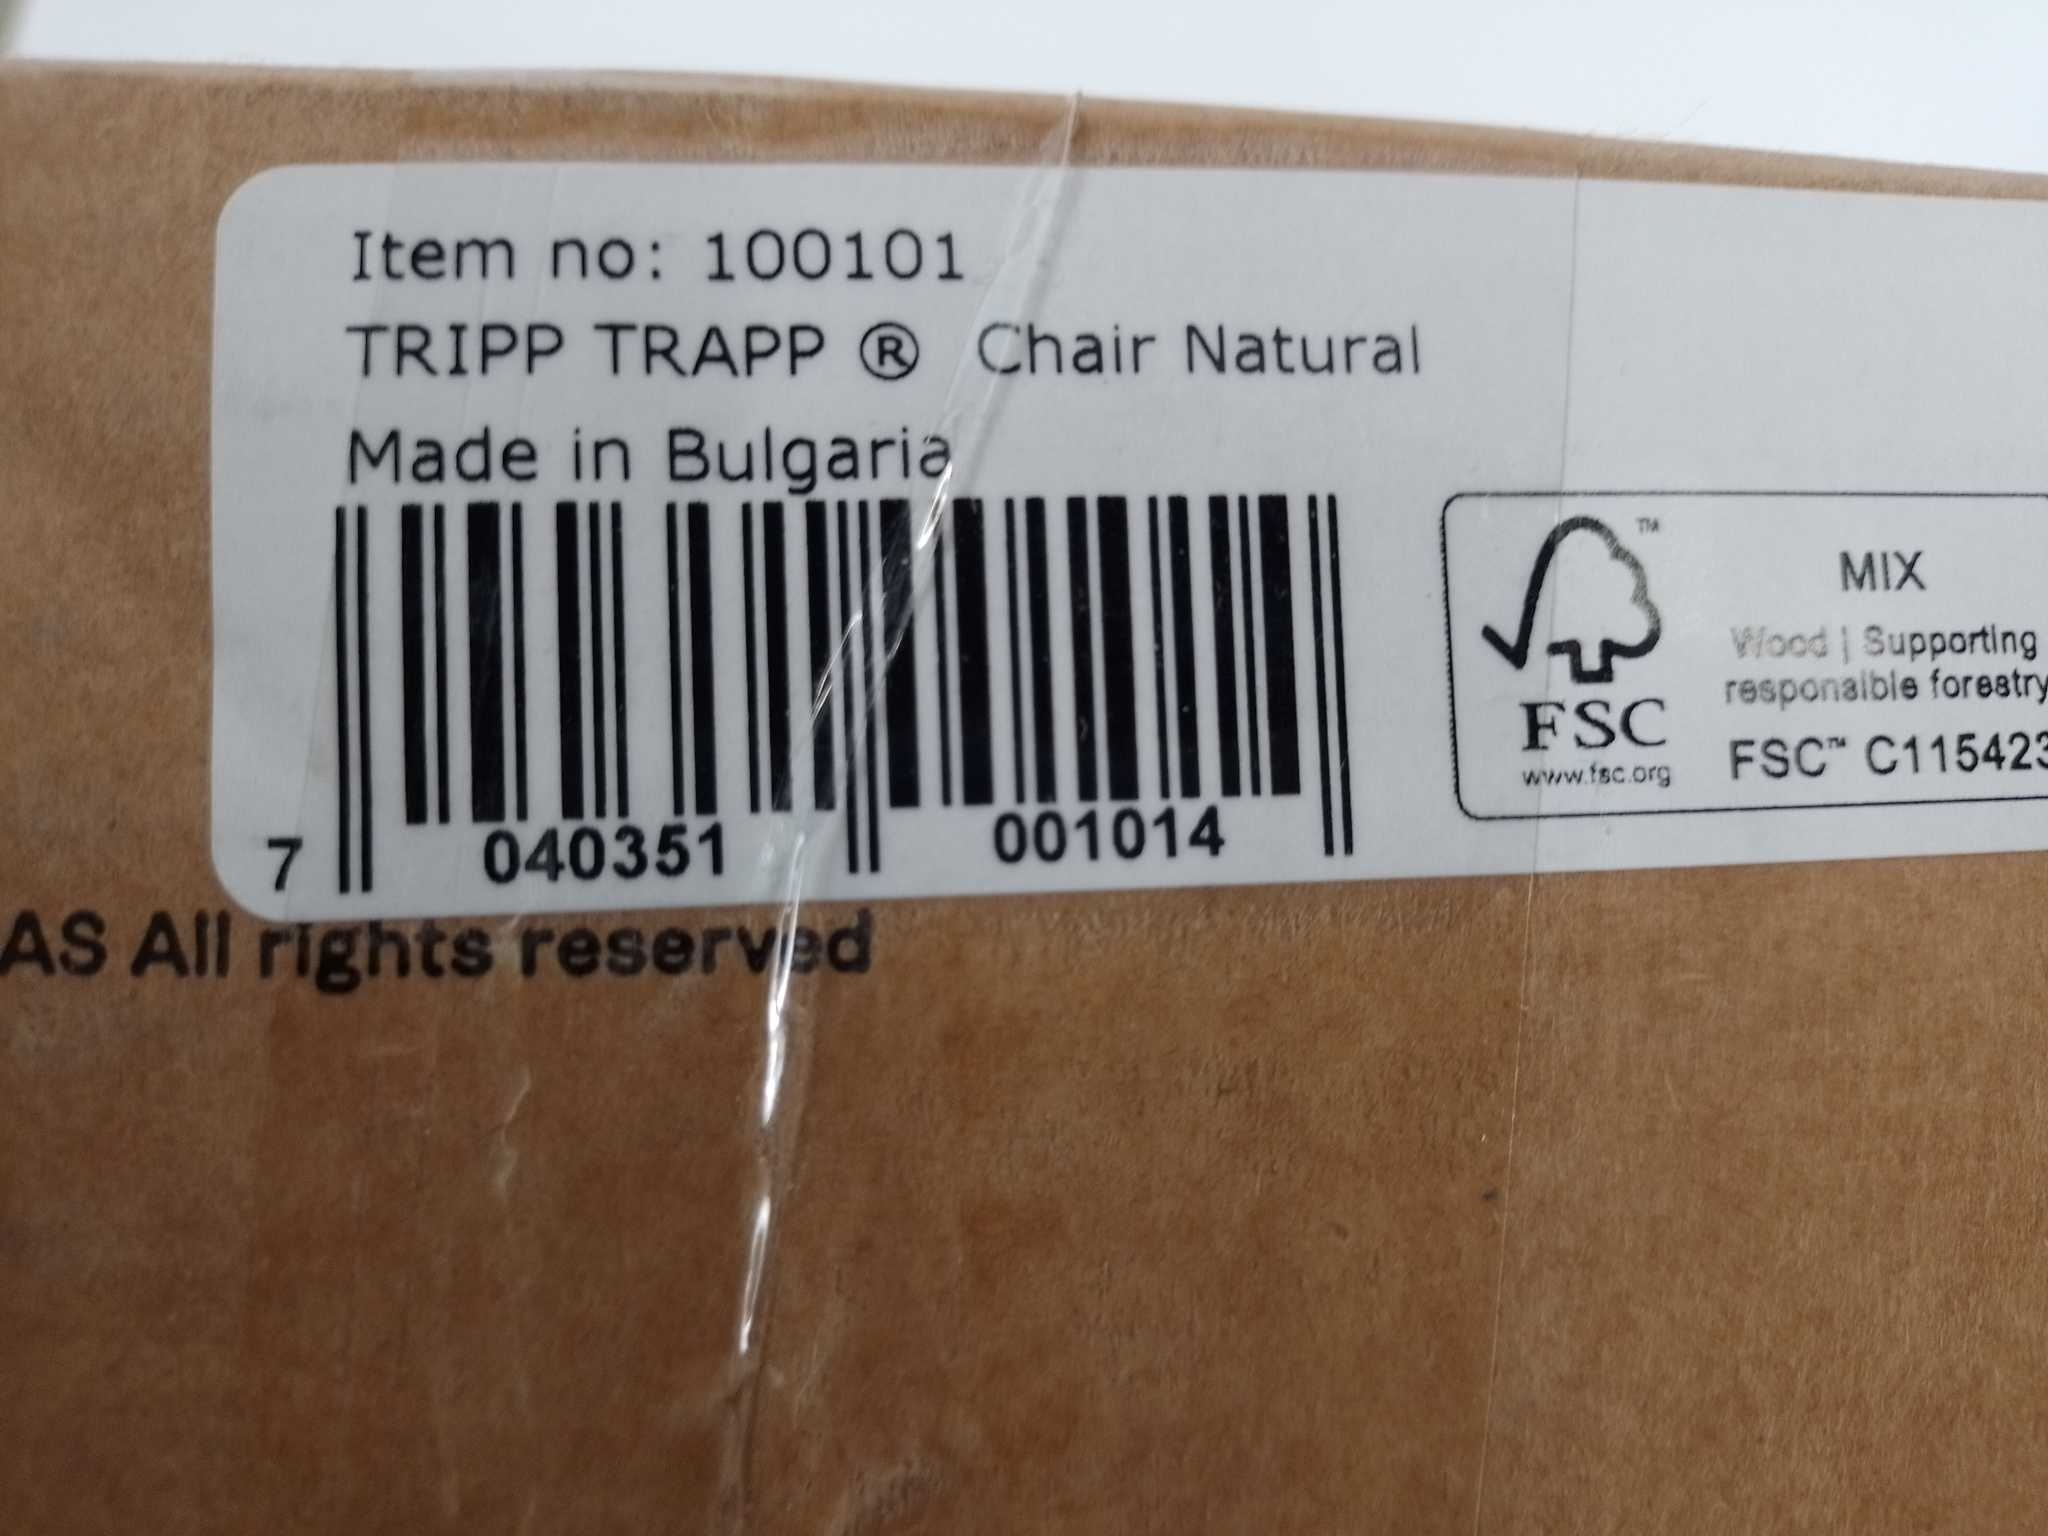 Item no: 100101
TRIPP TRAPP ® Chair Natural
Made in Bulgaria
7 040351 001014
™
FSC
www.fsc.org
MIX
Wood | Supporting
responsible forestry
FSC™ C115423
AS All rights reserved